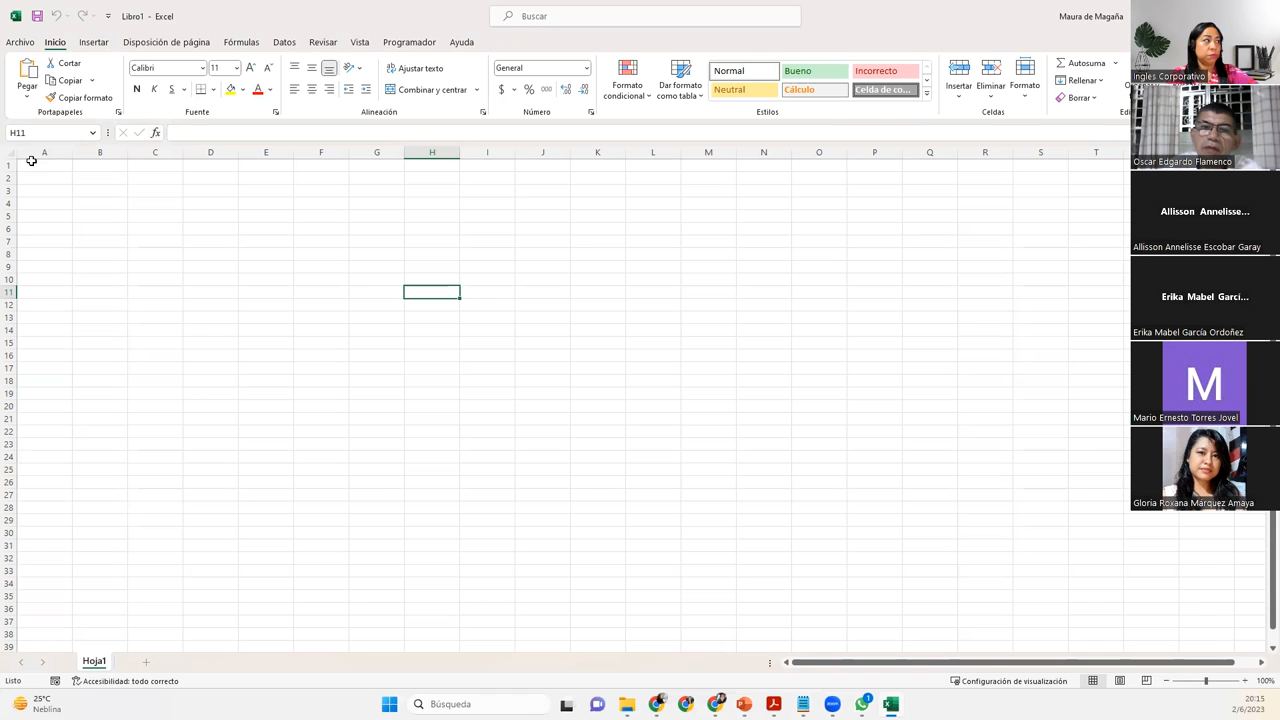 Libro1 - Excel
Buscar
Maura de Magaña
Archivo Inicio Insertar Disposición de página Fórmulas Datos Revisar Vista Programador Ayuda
Pegar
Cortar
Copiar
Copiar formato
Portapapeles
Calibri 11
N K S
Fuente
Ajustar texto
Combinar y centrar
Alineación
General
$ % 000
Número
Formato condicional
Dar formato como tabla
Normal Bueno Incorrecto
Neutral Cálculo Celda de co...
Estilos
Insertar Eliminar Formato
Celdas
Autosuma
Rellenar
Borrar
H11
fx
A B C D E F G H I J K L M N O P Q R S T
1
2
3
4
5
6
7
8
9
10
11
12
13
14
15
16
17
18
19
20
21
22
23
24
25
26
27
28
29
30
31
32
33
34
35
36
37
38
39
Ingles Corporativo
Oscar Edgardo Flamenco
Allisson Annelisse...
Allisson Annelisse Escobar Garay
Erika Mabel Garcí...
Erika Mabel García Ordoñez
M
Mario Ernesto Torres Jovel
Gloria Roxana Márquez Amaya
Hoja1
Listo
Accesibilidad: todo correcto
Configuración de visualización
100%
25°C
Neblina
Búsqueda
zoom
1
20:15
2/6/2023